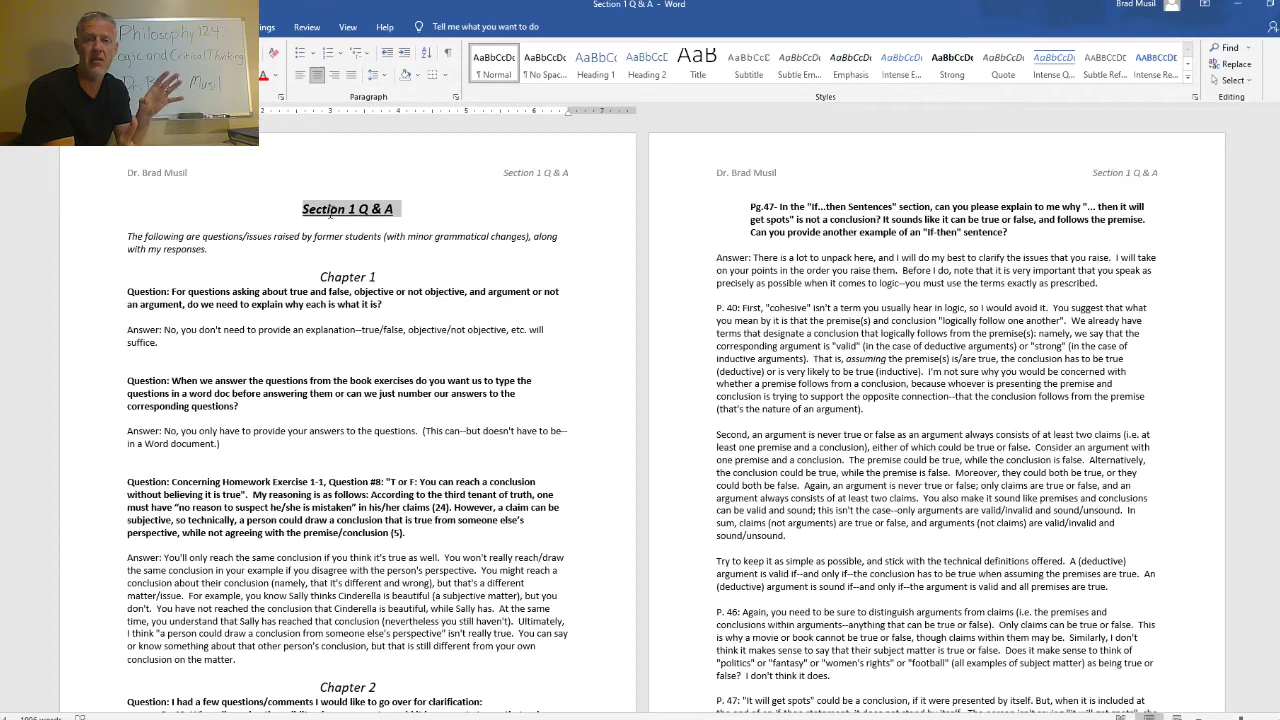 Section 1 Q & A  -  Word
Brad Musil
Philosophy 124:
Logic and Critical Thinking
Musil
References
Review
View
Help
Tell me what you want to do
AaBbCcDc AaBbCcDc AaBbCc AaBbCcC AaB AaBbCcD AaBbCcDc AaBbCcDc AaBbCcDc AaBbCcDc AaBbCcDc AaBbCcDc AaBbCcDc AaBbCcDc
¶ Normal ¶ No Spac... Heading 1 Heading 2 Title Subtitle Subtle Em... Emphasis Intense E... Strong Quote Intense Q... Subtle Ref... Intense Re...
Find
Replace
Select
Paragraph
Styles
Editing
2 3 4 5 6 7
Dr. Brad Musil
Section 1 Q & A
Section 1 Q & A
The following are questions/issues raised by former students (with minor grammatical changes), along
with my responses.
Chapter 1
Question: For questions asking about true and false, objective or not objective, and argument or not
an argument, do we need to explain why each is what it is?
Answer: No, you don't need to provide an explanation--true/false, objective/not objective, etc. will
suffice.
Question: When we answer the questions from the book exercises do you want us to type the
questions in a word doc before answering them or can we just number our answers to the
corresponding questions?
Answer: No, you only have to provide your answers to the questions. (This can--but doesn't have to be--
in a Word document.)
Question: Concerning Homework Exercise 1-1, Question #8: "T or F: You can reach a conclusion
without believing it is true". My reasoning is as follows: According to the third tenant of truth, one
must have “no reason to suspect he/she is mistaken” in his/her claims (24). However, a claim can be
subjective, so technically, a person could draw a conclusion that is true from someone else’s
perspective, while not agreeing with the premise/conclusion (5).
Answer: You'll only reach the same conclusion if you think it's true as well. You won't really reach/draw
the same conclusion in your example if you disagree with the person's perspective. You might reach a
conclusion about their conclusion (namely, that it's different and wrong), but that's a different
matter/issue. For example, you know Sally thinks Cinderella is beautiful (a subjective matter), but you
don't. You have not reached the conclusion that Cinderella is beautiful, while Sally has. At the same
time, you understand that Sally has reached that conclusion (nevertheless you still haven't). Ultimately,
I think "a person could draw a conclusion from someone else's perspective" isn't really true. You can say
or know something about that other person's conclusion, but that is still different from your own
conclusion on the matter.
Chapter 2
Question: I had a few questions/comments I would like to go over for clarification:
Dr. Brad Musil
Section 1 Q & A
Pg.47- In the "If...then Sentences" section, can you please explain to me why "... then it will
get spots" is not a conclusion? It sounds like it can be true or false, and follows the premise.
Can you provide another example of an "If-then" sentence?
Answer: There is a lot to unpack here, and I will do my best to clarify the issues that you raise. I will take
on your points in the order you raise them. Before I do, note that it is very important that you speak as
precisely as possible when it comes to logic--you must use the terms exactly as prescribed.
P. 40: First, "cohesive" isn't a term you usually hear in logic, so I would avoid it. You suggest that what
you mean by it is that the premise(s) and conclusion "logically follow one another". We already have
terms that designate a conclusion that logically follows from the premise(s): namely, we say that the
corresponding argument is "valid" (in the case of deductive arguments) or "strong" (in the case of
inductive arguments). That is, assuming the premise(s) is/are true, the conclusion has to be true
(deductive) or is very likely to be true (inductive). I'm not sure why you would be concerned with
whether a premise follows from a conclusion, because whoever is presenting the premise and
conclusion is trying to support the opposite connection--that the conclusion follows from the premise
(that's the nature of an argument).
Second, an argument is never true or false as an argument always consists of at least two claims (i.e. at
least one premise and a conclusion), either of which could be true or false. Consider an argument with
one premise and a conclusion. The premise could be true, while the conclusion is false. Alternatively,
the conclusion could be true, while the premise is false. Moreover, they could both be true, or they
could both be false. Again, an argument is never true or false; only claims are true or false, and an
argument always consists of at least two claims. You also make it sound like premises and conclusions
can be valid and sound; this isn't the case--only arguments are valid/invalid and sound/unsound. In
sum, claims (not arguments) are true or false, and arguments (not claims) are valid/invalid and
sound/unsound.
Try to keep it as simple as possible, and stick with the technical definitions offered. A (deductive)
argument is valid if--and only if--the conclusion has to be true when assuming the premises are true. An
(deductive) argument is sound if--and only if--the argument is valid and all premises are true.
P. 46: Again, you need to be sure to distinguish arguments from claims (i.e. the premises and
conclusions within arguments--anything that can be true or false). Only claims can be true or false. This
is why a movie or book cannot be true or false, though claims within them may be. Similarly, I don't
think it makes sense to say that their subject matter is true or false. Does it make sense to think of
"politics" or "fantasy" or "women's rights" or "football" (all examples of subject matter) as being true or
false? I don't think it does.
P. 47: "It will get spots" could be a conclusion, if it were presented by itself. But, when it is included at